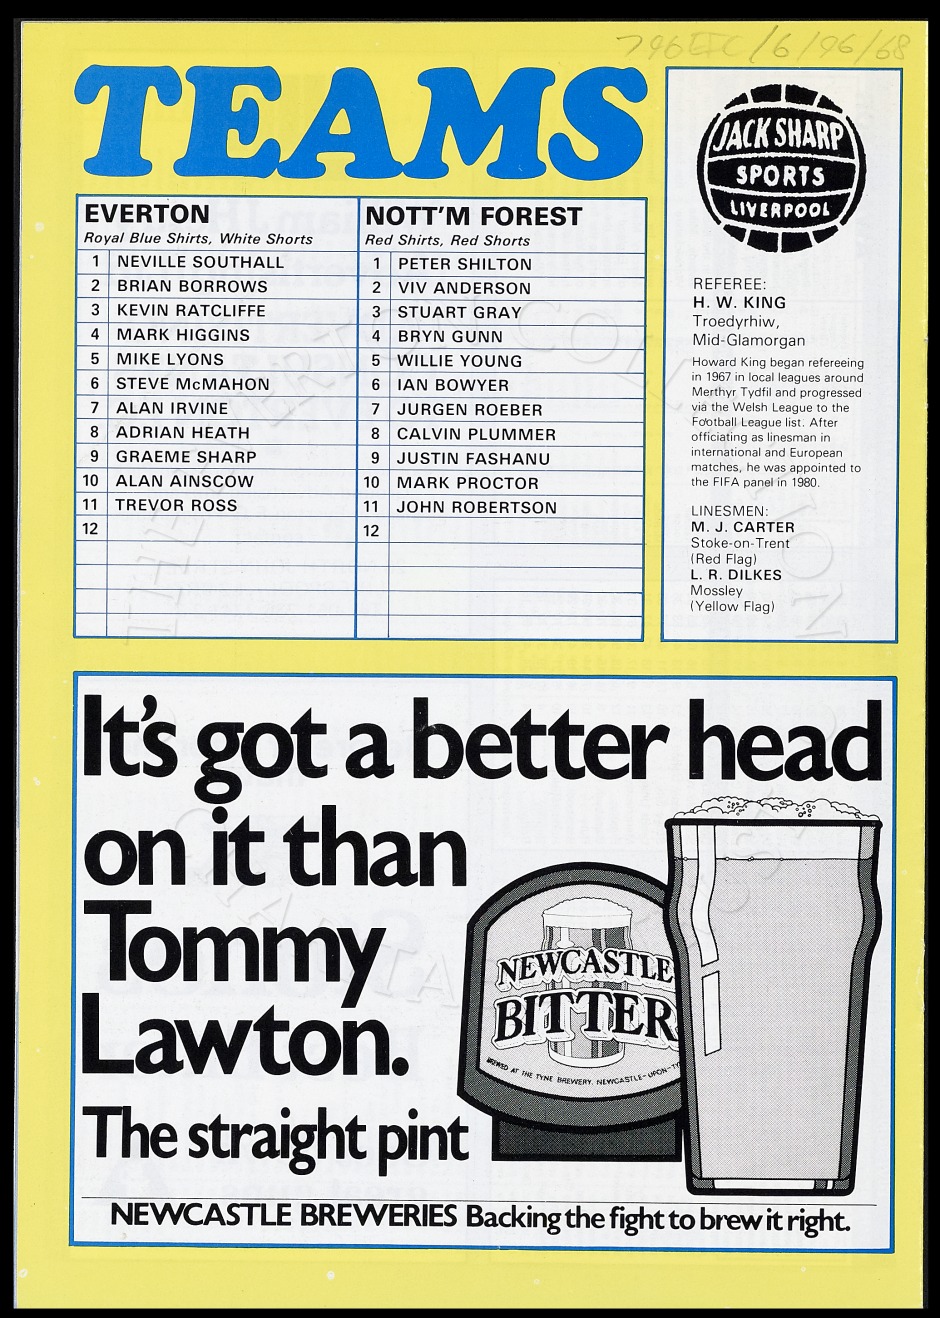 796EFC/6/96/68
TEAMS
EVERTON
Royal Blue Shirts, White Shorts
1 NEVILLE SOUTHALL
2 BRIAN BORROWS
3 KEVIN RATCLIFFE
4 MARK HIGGINS
5 MIKE LYONS
6 STEVE McMAHON
7 ALAN IRVINE
8 ADRIAN HEATH
9 GRAEME SHARP
10 ALAN AINSCOW
11 TREVOR ROSS
12
NOTT'M FOREST
Red Shirts, Red Shorts
1 PETER SHILTON
2 VIV ANDERSON
3 STUART GRAY
4 BRYN GUNN
5 WILLIE YOUNG
6 IAN BOWYER
7 JURGEN ROEBER
8 CALVIN PLUMMER
9 JUSTIN FASHANU
10 MARK PROCTOR
11 JOHN ROBERTSON
12
JACK SHARP
SPORTS
LIVERPOOL
REFEREE:
H. W. KING
Troedyrhiw,
Mid-Glamorgan
Howard King began refereeing
in 1967 in local leagues around
Merthyr Tydfil and progressed
via the Welsh League to the
Football League list. After
officiating as linesman in
international and European
matches, he was appointed to
the FIFA panel in 1980.
LINESMEN:
M. J. CARTER
Stoke-on-Trent
(Red Flag)
L. R. DILKES
Mossley
(Yellow Flag)
It's got a better head
on it than
Tommy
Lawton.
The straight pint
NEWCASTLE
BITTER
BREWED AT THE TYNE BREWERY, NEWCASTLE-UPON-TY
NEWCASTLE BREWERIES Backing the fight to brew it right.